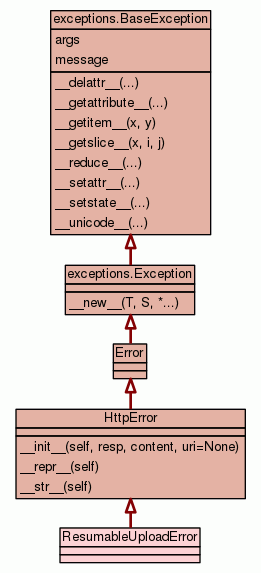 exceptions.BaseException
args
message
__delattr__(...)
__getattribute__(...)
__getitem__(x, y)
__getslice__(x, i, j)
__reduce__(...)
__setattr__(...)
__setstate__(...)
__unicode__(...)
exceptions.Exception
__new__(T, S, *...)
Error
HttpError
__init__(self, resp, content, uri=None)
__repr__(self)
__str__(self)
ResumableUploadError